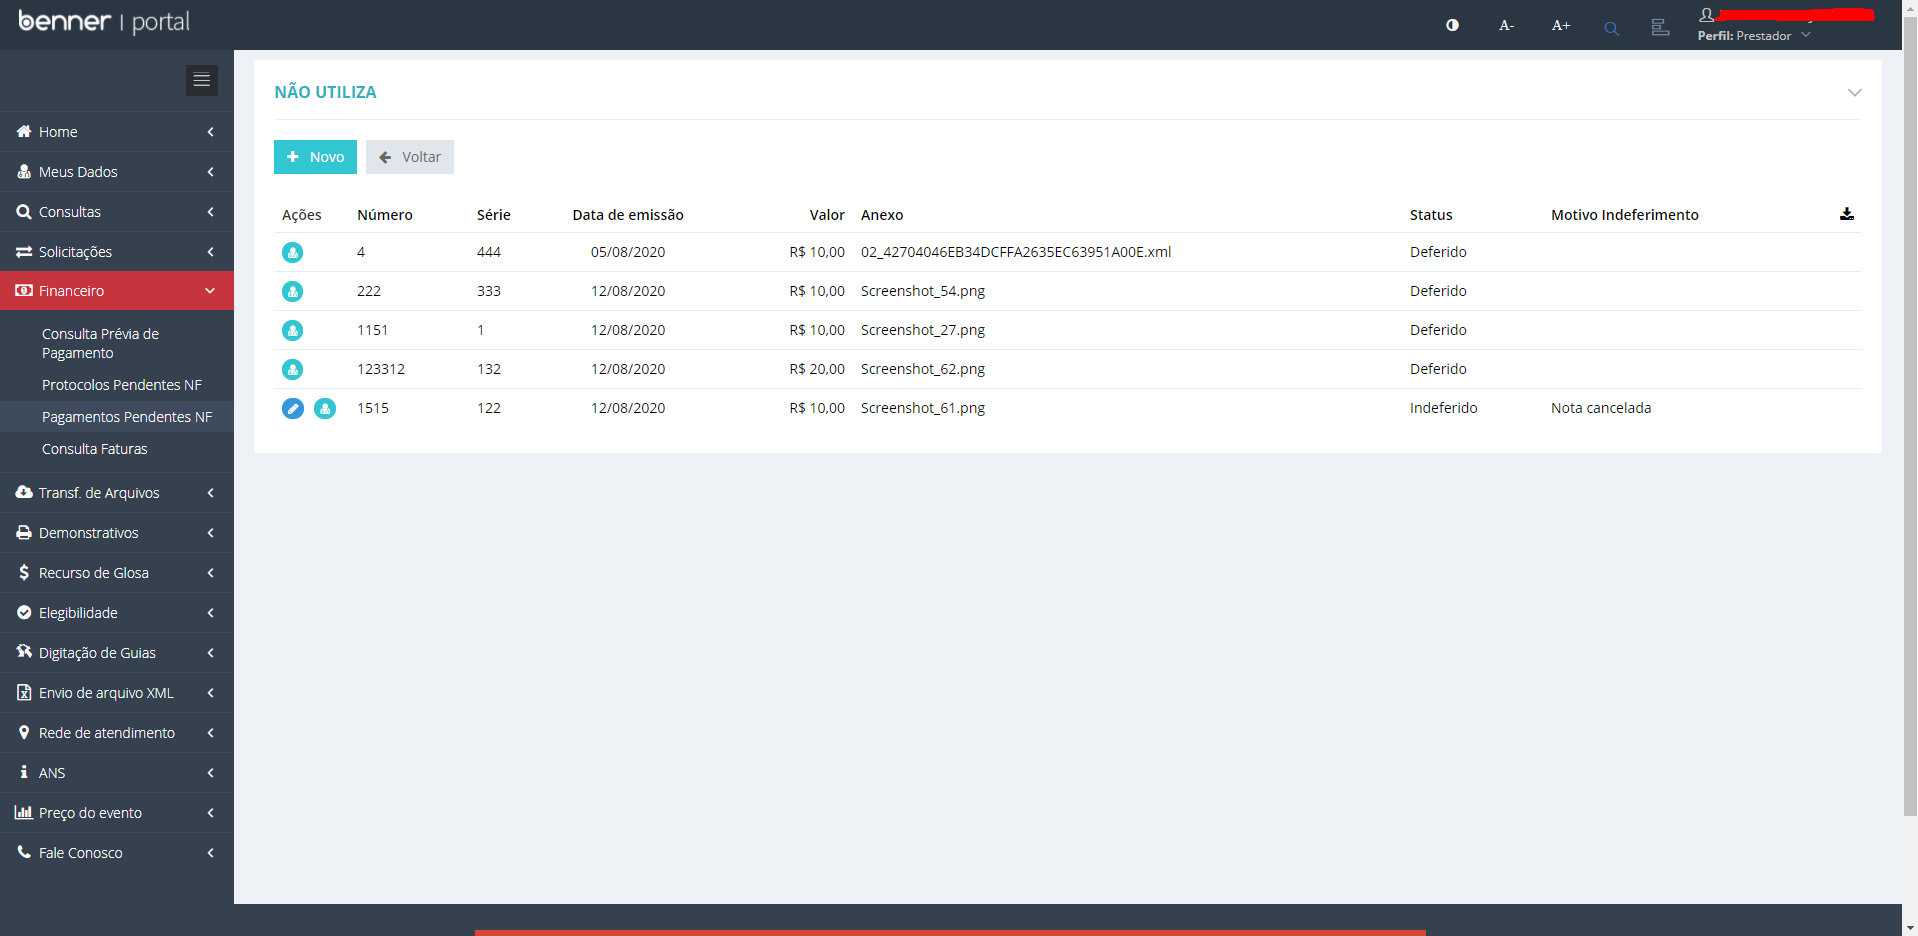 benner | portal
A-
A+
Perfil: Prestador
Home
Meus Dados
Consultas
Solicitações
Financeiro
Consulta Prévia de
Pagamento
Protocolos Pendentes NF
Pagamentos Pendentes NF
Consulta Faturas
Transf. de Arquivos
Demonstrativos
Recurso de Glosa
Elegibilidade
Digitação de Guias
Envio de arquivo XML
Rede de atendimento
ANS
Preço do evento
Fale Conosco
NÃO UTILIZA
Novo
Voltar
Ações Número Série Data de emissão Valor Anexo Status Motivo Indeferimento
4 444 05/08/2020 R$ 10,00 02_42704046EB34DCFFA2635EC63951A00E.xml Deferido
222 333 12/08/2020 R$ 10,00 Screenshot_54.png Deferido
1151 1 12/08/2020 R$ 10,00 Screenshot_27.png Deferido
123312 132 12/08/2020 R$ 20,00 Screenshot_62.png Deferido
1515 122 12/08/2020 R$ 10,00 Screenshot_61.png Indeferido Nota cancelada